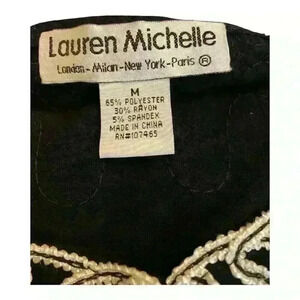 Lauren Michelle
London - Milan - New York - Paris ®
M
65% POLYESTER
30% RAYON
5% SPANDEX
MADE IN CHINA
RN#107465